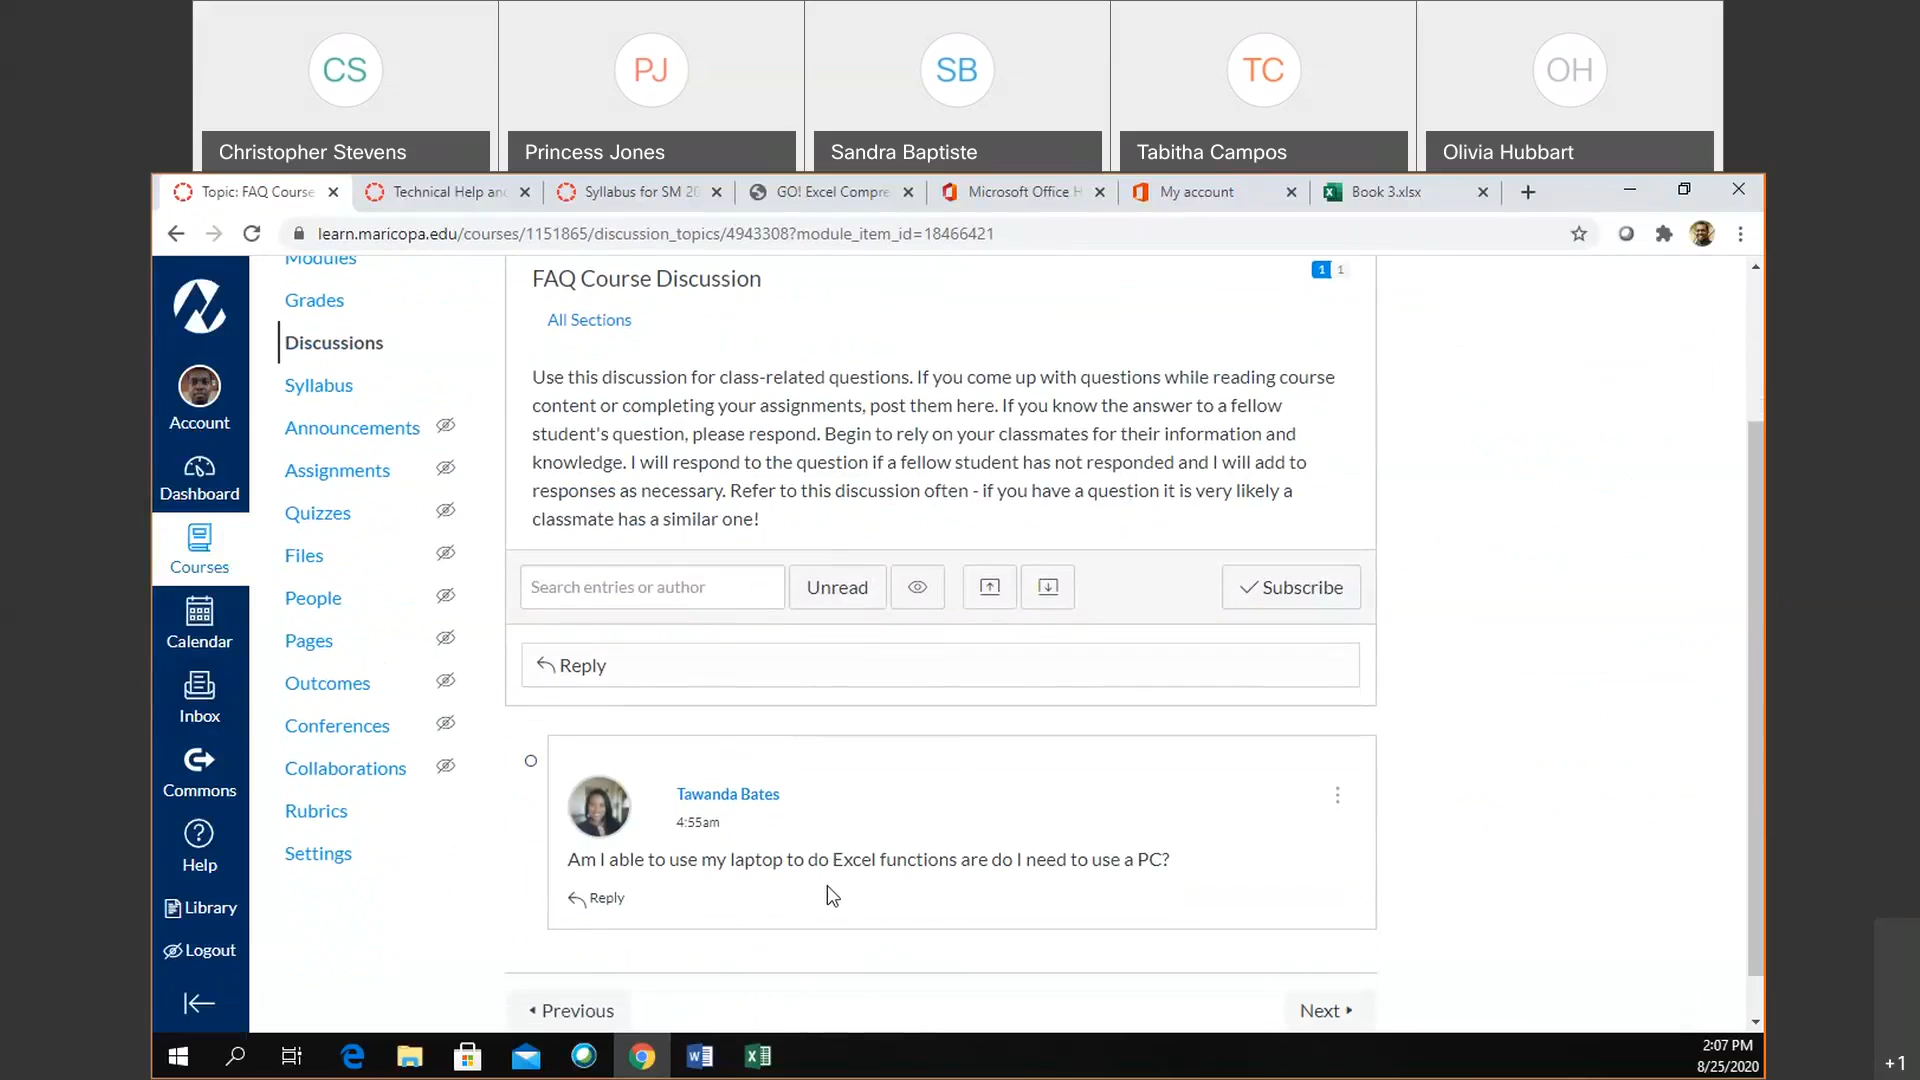 CS
PJ
SB
TC
OH
Christopher Stevens
Princess Jones
Sandra Baptiste
Tabitha Campos
Olivia Hubbart
Topic: FAQ Course
Technical Help an
Syllabus for SM 20
GO! Excel Compre
Microsoft Office H
My account
Book 3.xlsx
learn.maricopa.edu/courses/1151865/discussion_topics/4943308?module_item_id=18466421
Account
Dashboard
Courses
Calendar
Inbox
Commons
Help
Library
Logout
Modules
Grades
Discussions
Syllabus
Announcements
Assignments
Quizzes
Files
People
Pages
Outcomes
Conferences
Collaborations
Rubrics
Settings
FAQ Course Discussion
1 1
All Sections
Use this discussion for class-related questions. If you come up with questions while reading course
content or completing your assignments, post them here. If you know the answer to a fellow
student's question, please respond. Begin to rely on your classmates for their information and
knowledge. I will respond to the question if a fellow student has not responded and I will add to
responses as necessary. Refer to this discussion often - if you have a question it is very likely a
classmate has a similar one!
Search entries or author
Unread
Subscribe
Reply
Tawanda Bates
4:55am
Am I able to use my laptop to do Excel functions are do I need to use a PC?
Reply
Previous
Next
2:07 PM
8/25/2020
+1